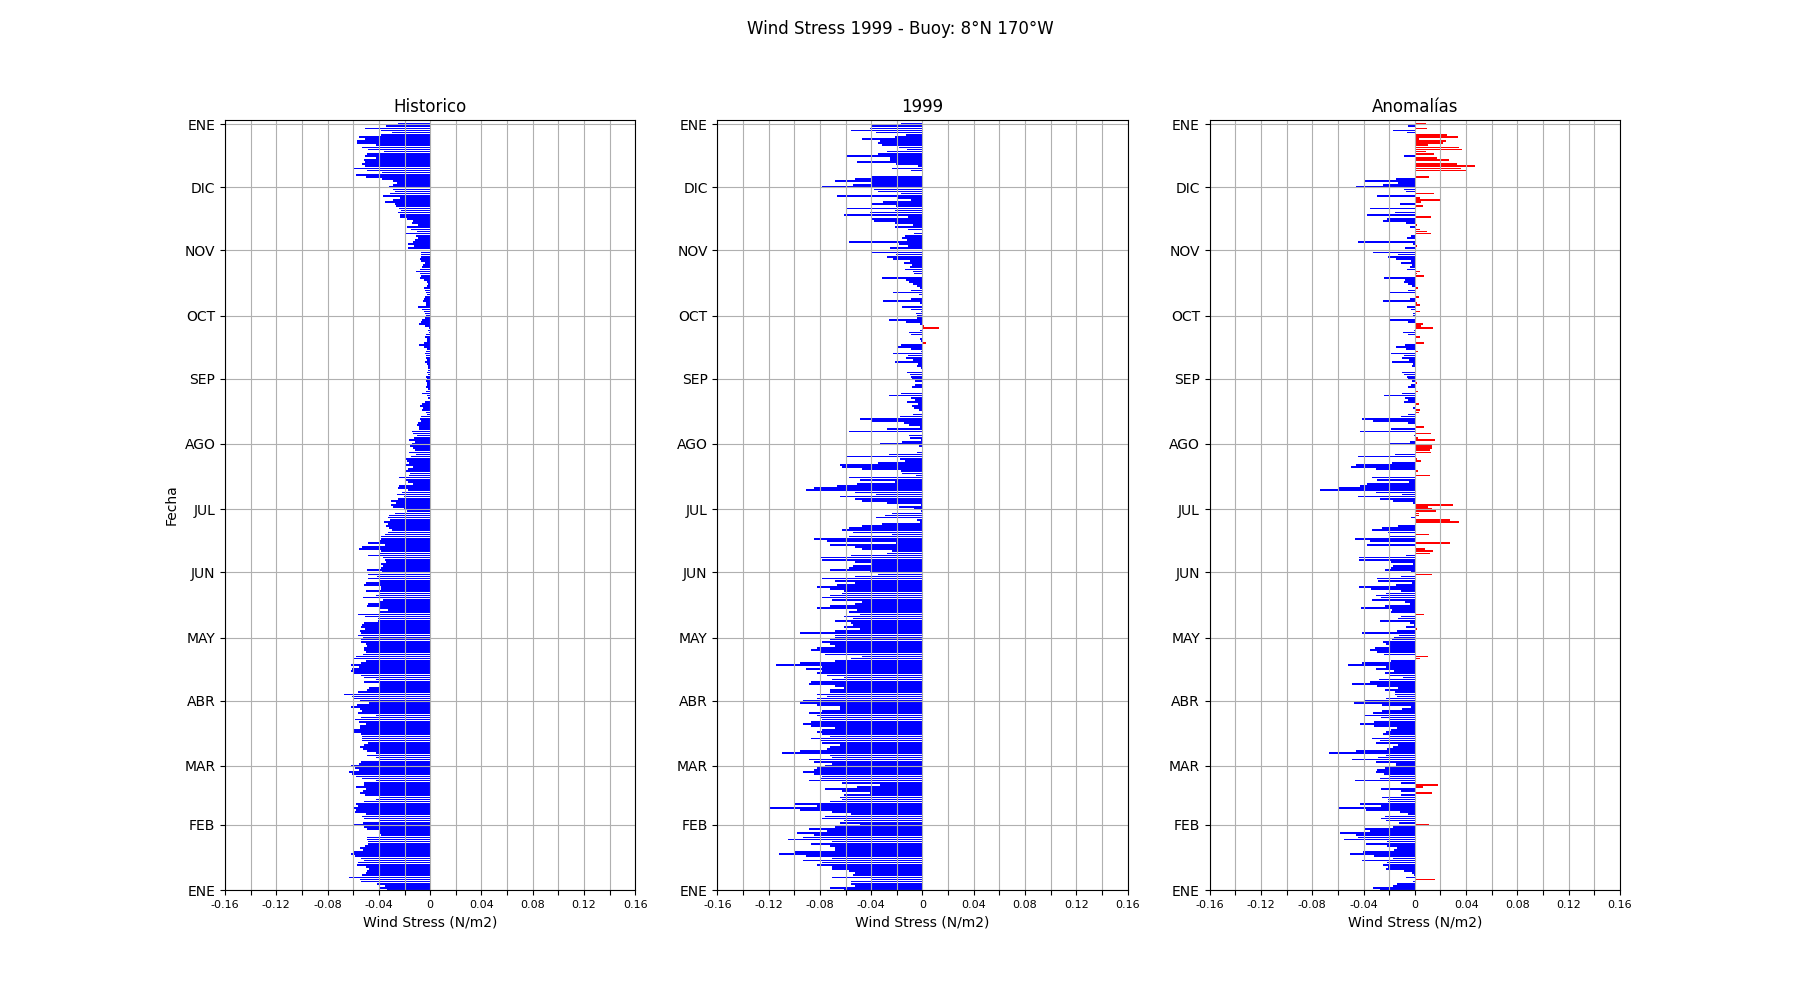 Wind Stress 1999 - Buoy: 8°N 170°W
Historico
1999
Anomalías
Fecha
ENE
DIC
NOV
OCT
SEP
AGO
JUL
JUN
MAY
ABR
MAR
FEB
ENE
-0.16 -0.12 -0.08 -0.04 0 0.04 0.08 0.12 0.16
Wind Stress (N/m2)
ENE
DIC
NOV
OCT
SEP
AGO
JUL
JUN
MAY
ABR
MAR
FEB
ENE
-0.16 -0.12 -0.08 -0.04 0 0.04 0.08 0.12 0.16
Wind Stress (N/m2)
ENE
DIC
NOV
OCT
SEP
AGO
JUL
JUN
MAY
ABR
MAR
FEB
ENE
-0.16 -0.12 -0.08 -0.04 0 0.04 0.08 0.12 0.16
Wind Stress (N/m2)